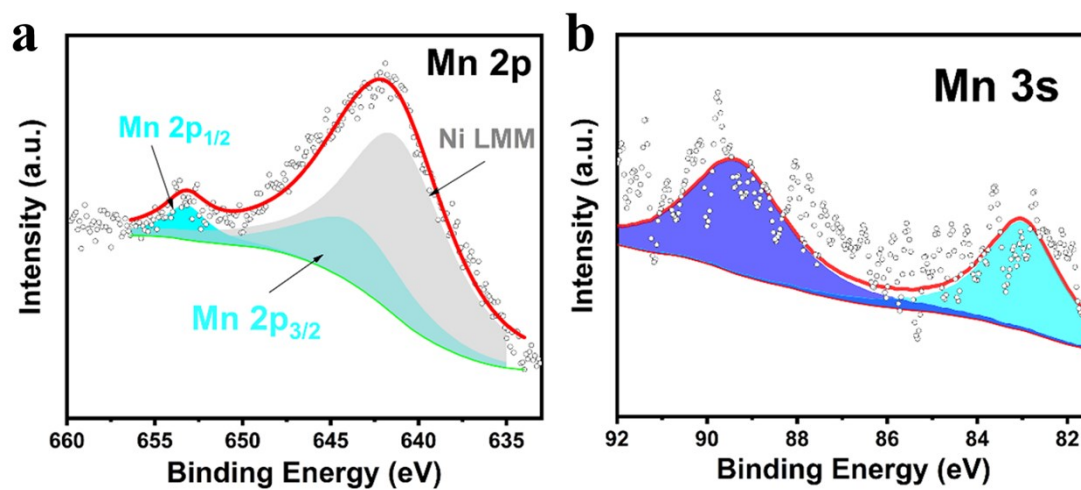 a
Mn 2p
Mn 2p1/2
Ni LMM
Mn 2p3/2
Intensity (a.u.)
660 655 650 645 640 635
Binding Energy (eV)
b
Mn 3s
Intensity (a.u.)
92 90 88 86 84 82
Binding Energy (eV)